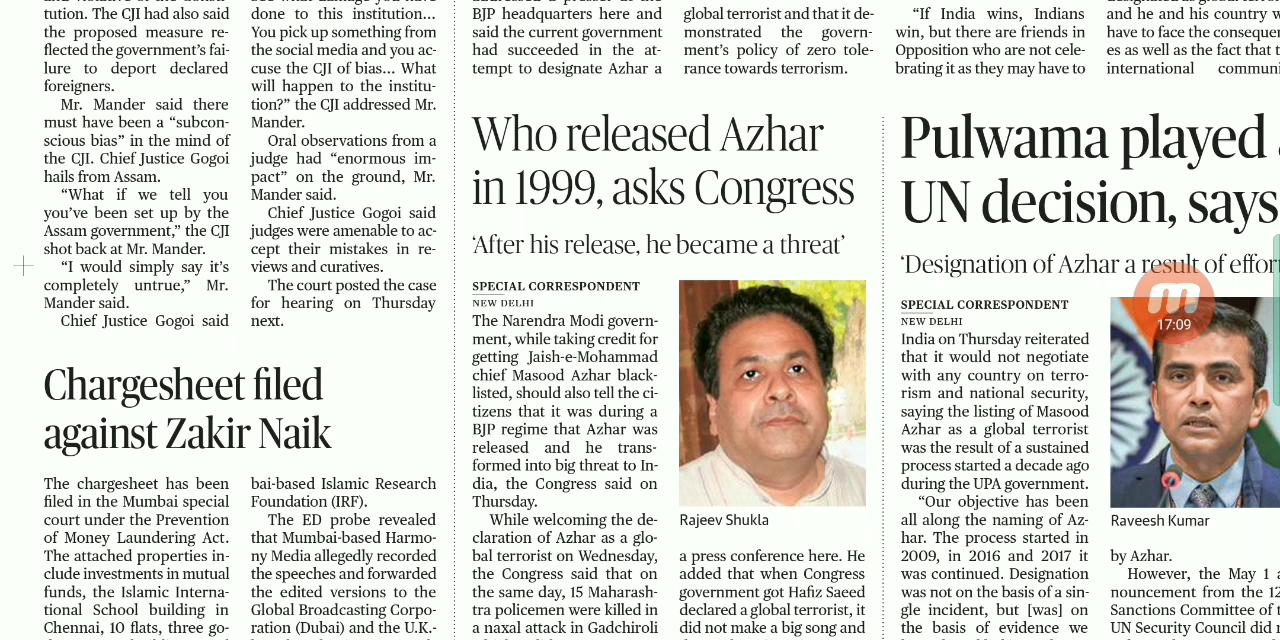 tution. The CJI had also said
the proposed measure re-
flected the government's fai-
lure to deport declared
foreigners.
Mr. Mander said there
must have been a “subcon-
scious bias” in the mind of
the CJI. Chief Justice Gogoi
hails from Assam.
“What if we tell you
you’ve been set up by the
Assam government,” the CJI
shot back at Mr. Mander.
“I would simply say it’s
completely untrue,” Mr.
Mander said.
Chief Justice Gogoi said
done to this institution...
You pick up something from
the social media and you ac-
cuse the CJI of bias... What
will happen to the institu-
tion?” the CJI addressed Mr.
Mander.
Oral observations from a
judge had “enormous im-
pact” on the ground, Mr.
Mander said.
Chief Justice Gogoi said
judges were amenable to ac-
cept their mistakes in re-
views and curatives.
The court posted the case
for hearing on Thursday
next.
Chargesheet filed
against Zakir Naik
The chargesheet has been
filed in the Mumbai special
court under the Prevention
of Money Laundering Act.
The attached properties in-
clude investments in mutual
funds, the Islamic Interna-
tional School building in
Chennai, 10 flats, three go-
bai-based Islamic Research
Foundation (IRF).
The ED probe revealed
that Mumbai-based Harmo-
ny Media allegedly recorded
the speeches and forwarded
the edited versions to the
Global Broadcasting Corpo-
ration (Dubai) and the U.K.-
BJP headquarters here and
said the current government
had succeeded in the at-
tempt to designate Azhar a
global terrorist and that it de-
monstrated the govern-
ment’s policy of zero tole-
rance towards terrorism.
“If India wins, Indians
win, but there are friends in
Opposition who are not cele-
brating it as they may have to
and he and his country w
have to face the consequen
es as well as the fact that t
international communi
Who released Azhar
in 1999, asks Congress
‘After his release, he became a threat’
SPECIAL CORRESPONDENT
NEW DELHI
The Narendra Modi govern-
ment, while taking credit for
getting Jaish-e-Mohammad
chief Masood Azhar black-
listed, should also tell the ci-
tizens that it was during a
BJP regime that Azhar was
released and he trans-
formed into big threat to In-
dia, the Congress said on
Thursday.
While welcoming the de-
claration of Azhar as a glo-
bal terrorist on Wednesday,
the Congress said that on
the same day, 15 Maharash-
tra policemen were killed in
a naxal attack in Gadchiroli
Rajeev Shukla
a press conference here. He
added that when Congress
government got Hafiz Saeed
declared a global terrorist, it
did not make a big song and
Pulwama played
UN decision, says
‘Designation of Azhar a result of effor
SPECIAL CORRESPONDENT
NEW DELHI
India on Thursday reiterated
that it would not negotiate
with any country on terro-
rism and national security,
saying the listing of Masood
Azhar as a global terrorist
was the result of a sustained
process started a decade ago
during the UPA government.
“Our objective has been
all along the naming of Az-
har. The process started in
2009, in 2016 and 2017 it
was continued. Designation
was not on the basis of a sin-
gle incident, but [was] on
the basis of evidence we
17:09
Raveesh Kumar
by Azhar.
However, the May 1 a
nouncement from the 12
Sanctions Committee of t
UN Security Council did